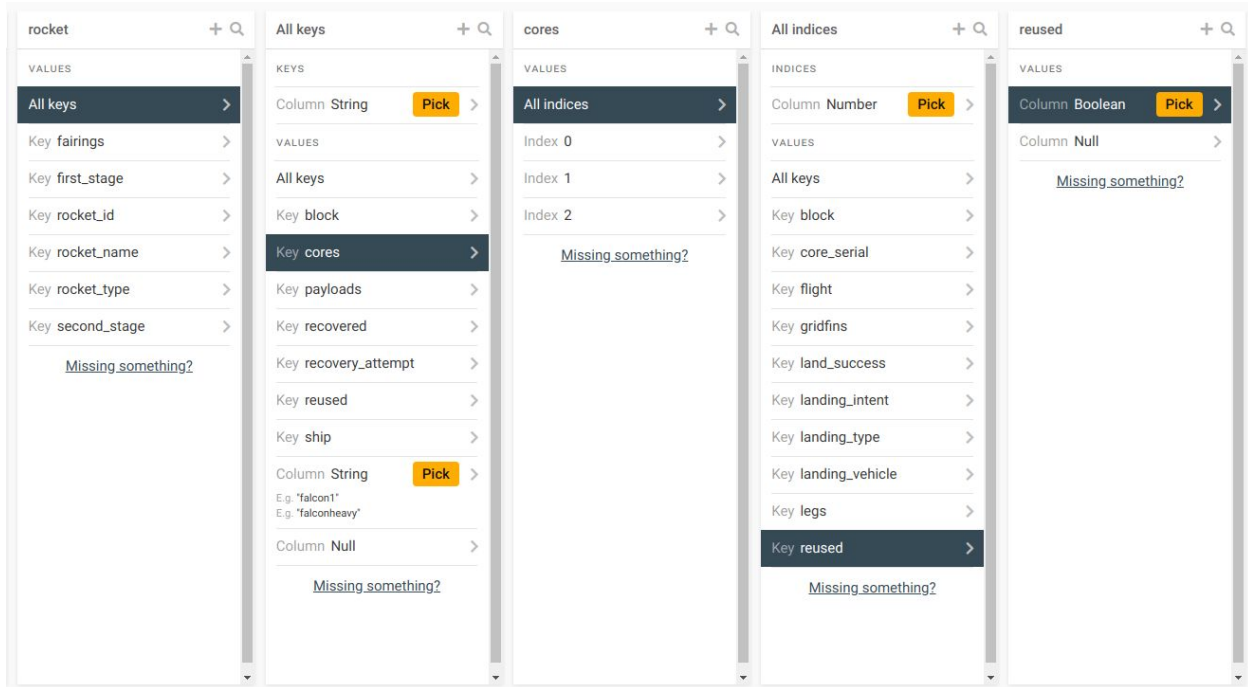 rocket
VALUES
All keys
Key fairings
Key first_stage
Key rocket_id
Key rocket_name
Key rocket_type
Key second_stage
Missing something?
All keys
KEYS
Column String Pick
VALUES
All keys
Key block
Key cores
Key payloads
Key recovered
Key recovery_attempt
Key reused
Key ship
Column String Pick
E.g. "falcon1"
E.g. "falconheavy"
Column Null
Missing something?
cores
VALUES
All indices
Index 0
Index 1
Index 2
Missing something?
All indices
INDICES
Column Number Pick
VALUES
All keys
Key block
Key core_serial
Key flight
Key gridfins
Key land_success
Key landing_intent
Key landing_type
Key landing_vehicle
Key legs
Key reused
Missing something?
reused
VALUES
Column Boolean Pick
Column Null
Missing something?